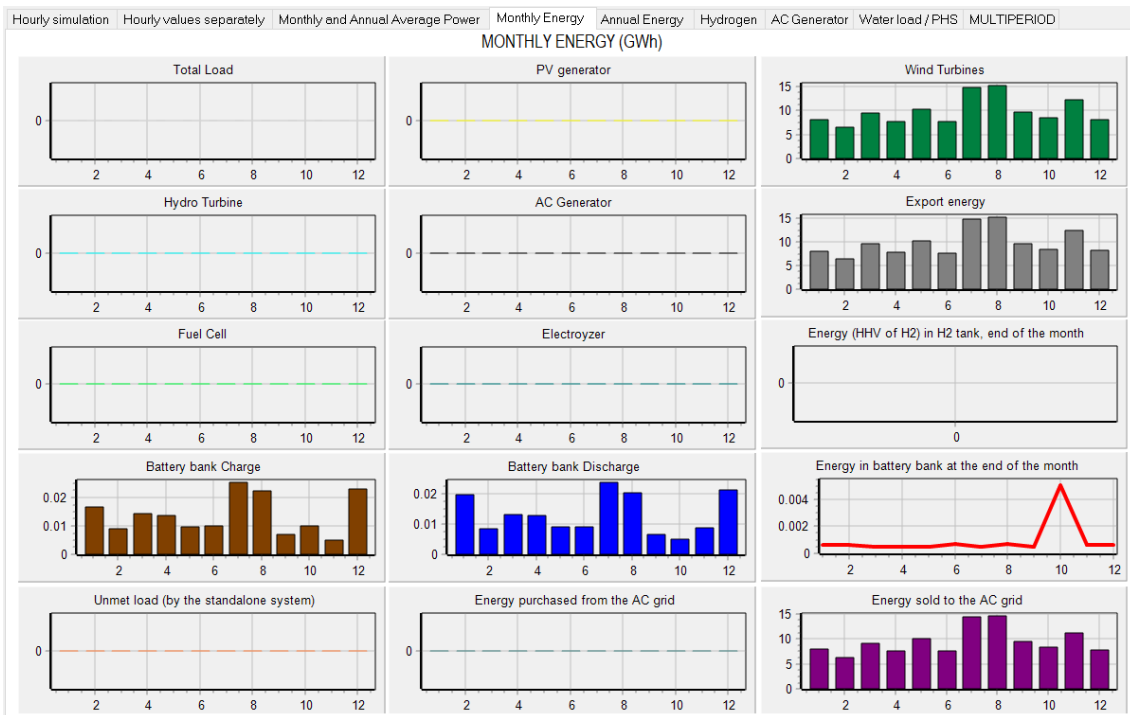 Hourly simulation Hourly values separately Monthly and Annual Average Power Monthly Energy Annual Energy Hydrogen AC Generator Water load / PHS MULTIPERIOD
MONTHLY ENERGY (GWh)
Total Load
0
2 4 6 8 10 12
PV generator
0
2 4 6 8 10 12
Wind Turbines
15
10
5
0
2 4 6 8 10 12
Hydro Turbine
0
2 4 6 8 10 12
AC Generator
0
2 4 6 8 10 12
Export energy
15
10
5
0
2 4 6 8 10 12
Fuel Cell
0
2 4 6 8 10 12
Electroyzer
0
2 4 6 8 10 12
Energy (HHV of H2) in H2 tank, end of the month
0
0
Battery bank Charge
0.02
0.01
0
2 4 6 8 10 12
Battery bank Discharge
0.02
0.01
0
2 4 6 8 10 12
Energy in battery bank at the end of the month
0.004
0.002
0
2 4 6 8 10 12
Unmet load (by the standalone system)
0
2 4 6 8 10 12
Energy purchased from the AC grid
0
2 4 6 8 10 12
Energy sold to the AC grid
15
10
5
0
2 4 6 8 10 12